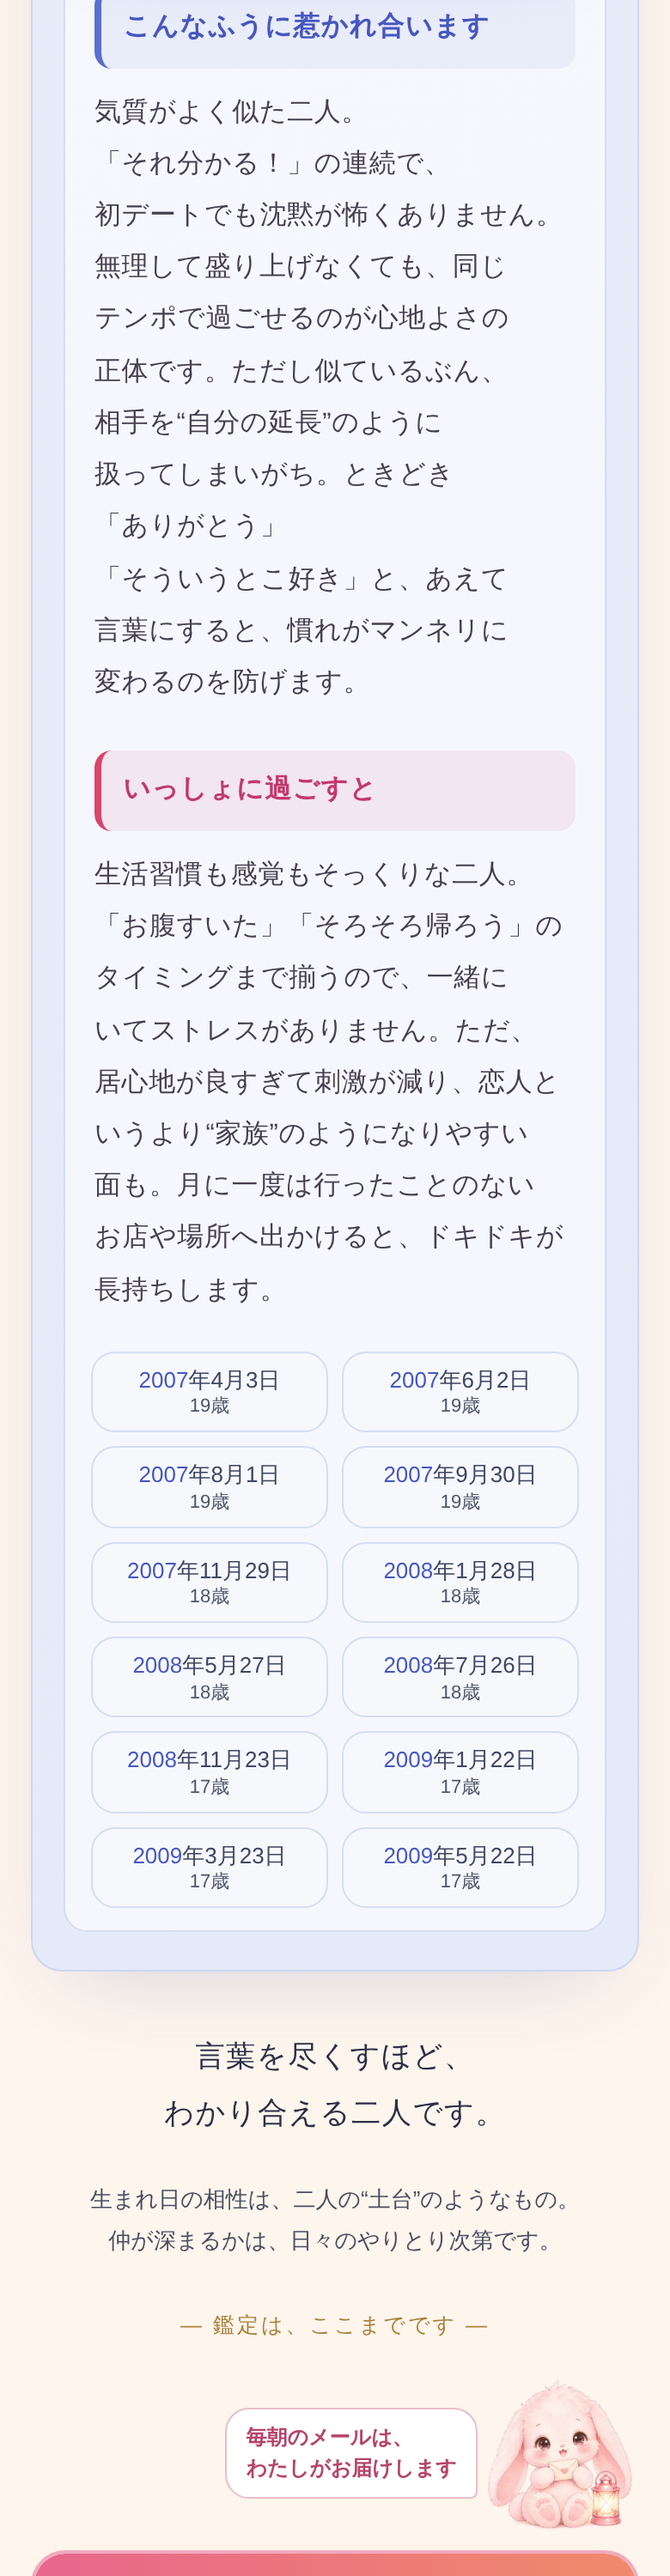 こんなふうに惹かれ合います
気質がよく似た二人。
「それ分かる！」の連続で、
初デートでも沈黙が怖くありません。
無理して盛り上げなくても、同じ
テンポで過ごせるのが心地よさの
正体です。ただし似ているぶん、
相手を“自分の延長”のように
扱ってしまいがち。ときどき
「ありがとう」
「そういうとこ好き」と、あえて
言葉にすると、慣れがマンネリに
変わるのを防げます。
いっしょに過ごすと
生活習慣も感覚もそっくりな二人。
「お腹すいた」「そろそろ帰ろう」の
タイミングまで揃うので、一緒に
いてストレスがありません。ただ、
居心地が良すぎて刺激が減り、恋人と
いうより“家族”のようになりやすい
面も。月に一度は行ったことのない
お店や場所へ出かけると、ドキドキが
長持ちします。
2007年4月3日
19歳
2007年6月2日
19歳
2007年8月1日
19歳
2007年9月30日
19歳
2007年11月29日
18歳
2008年1月28日
18歳
2008年5月27日
18歳
2008年7月26日
18歳
2008年11月23日
17歳
2009年1月22日
17歳
2009年3月23日
17歳
2009年5月22日
17歳
言葉を尽くすほど、
わかり合える二人です。
生まれ日の相性は、二人の“土台”のようなもの。
仲が深まるかは、日々のやりとり次第です。
— 鑑定は、ここまでです —
毎朝のメールは、
わたしがお届けします